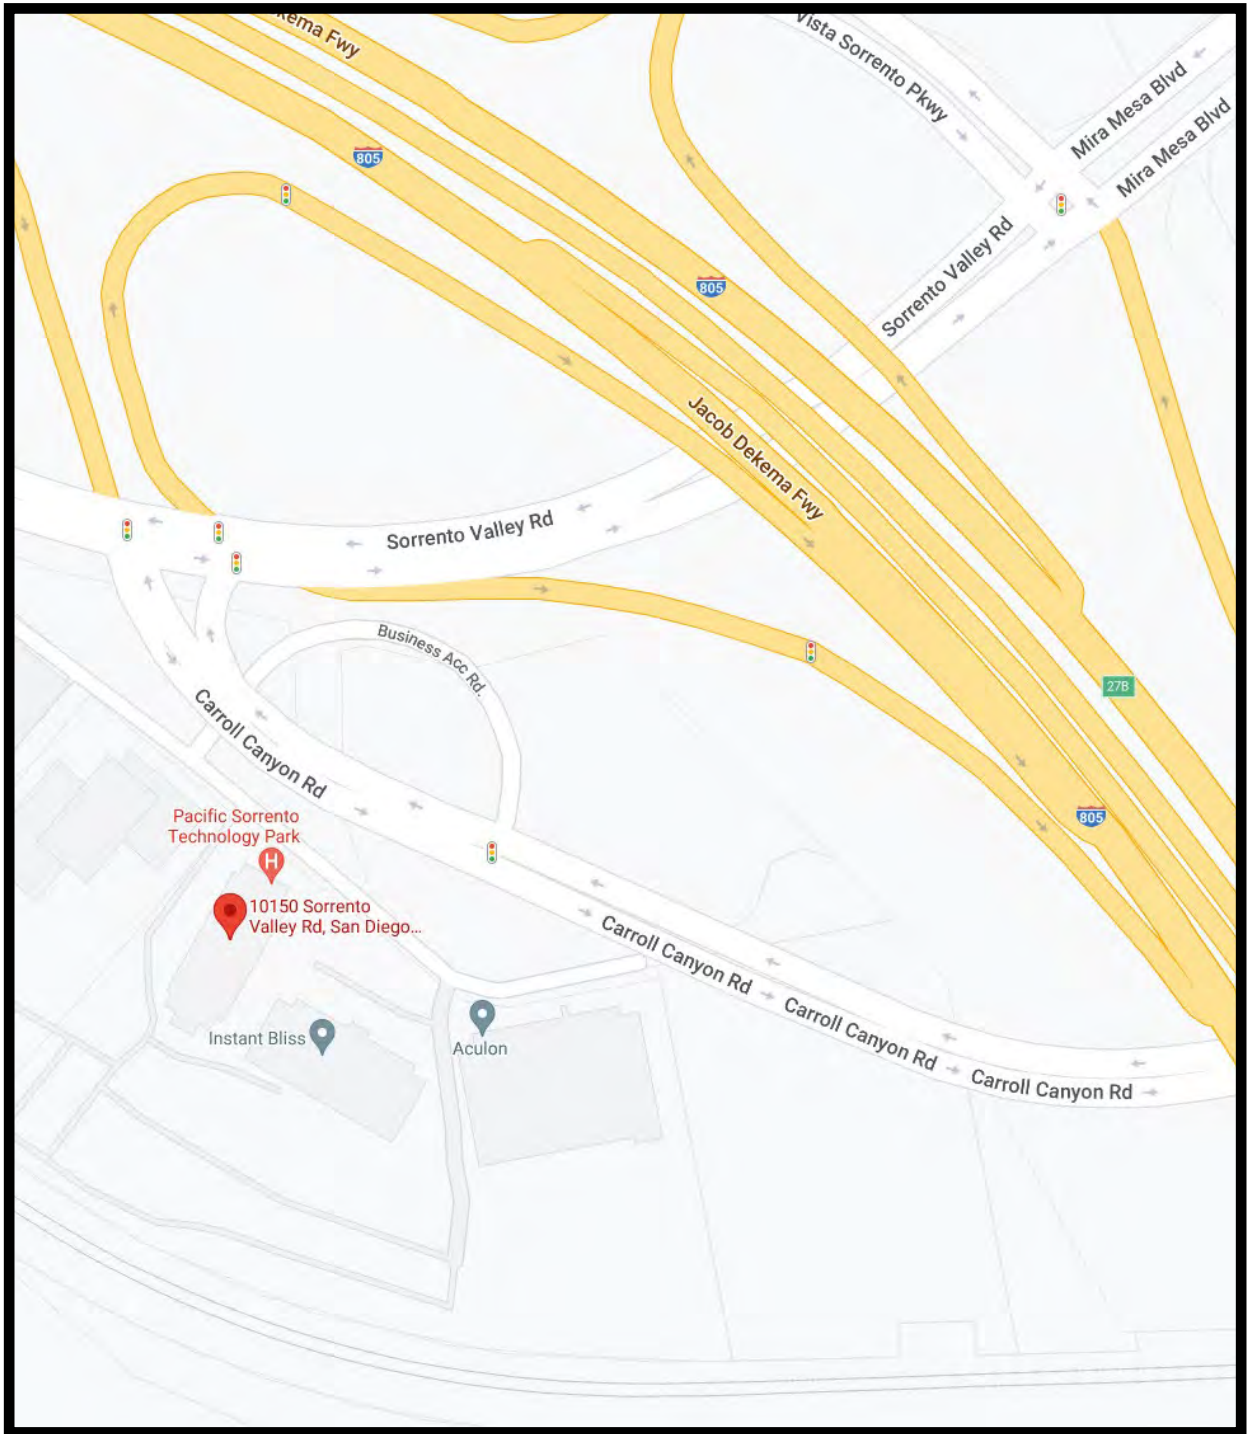 kema Fwy
Vista Sorrento Pkwy
Mira Mesa Blvd
Mira Mesa Blvd
805
Sorrento Valley Rd
805
Jacob Dekema Fwy
Sorrento Valley Rd
Business Acc Rd.
27B
Carroll Canyon Rd
805
Pacific Sorrento
Technology Park
H
10150 Sorrento
Valley Rd, San Diego...
Carroll Canyon Rd
Carroll Canyon Rd
Carroll Canyon Rd
Instant Bliss
Aculon